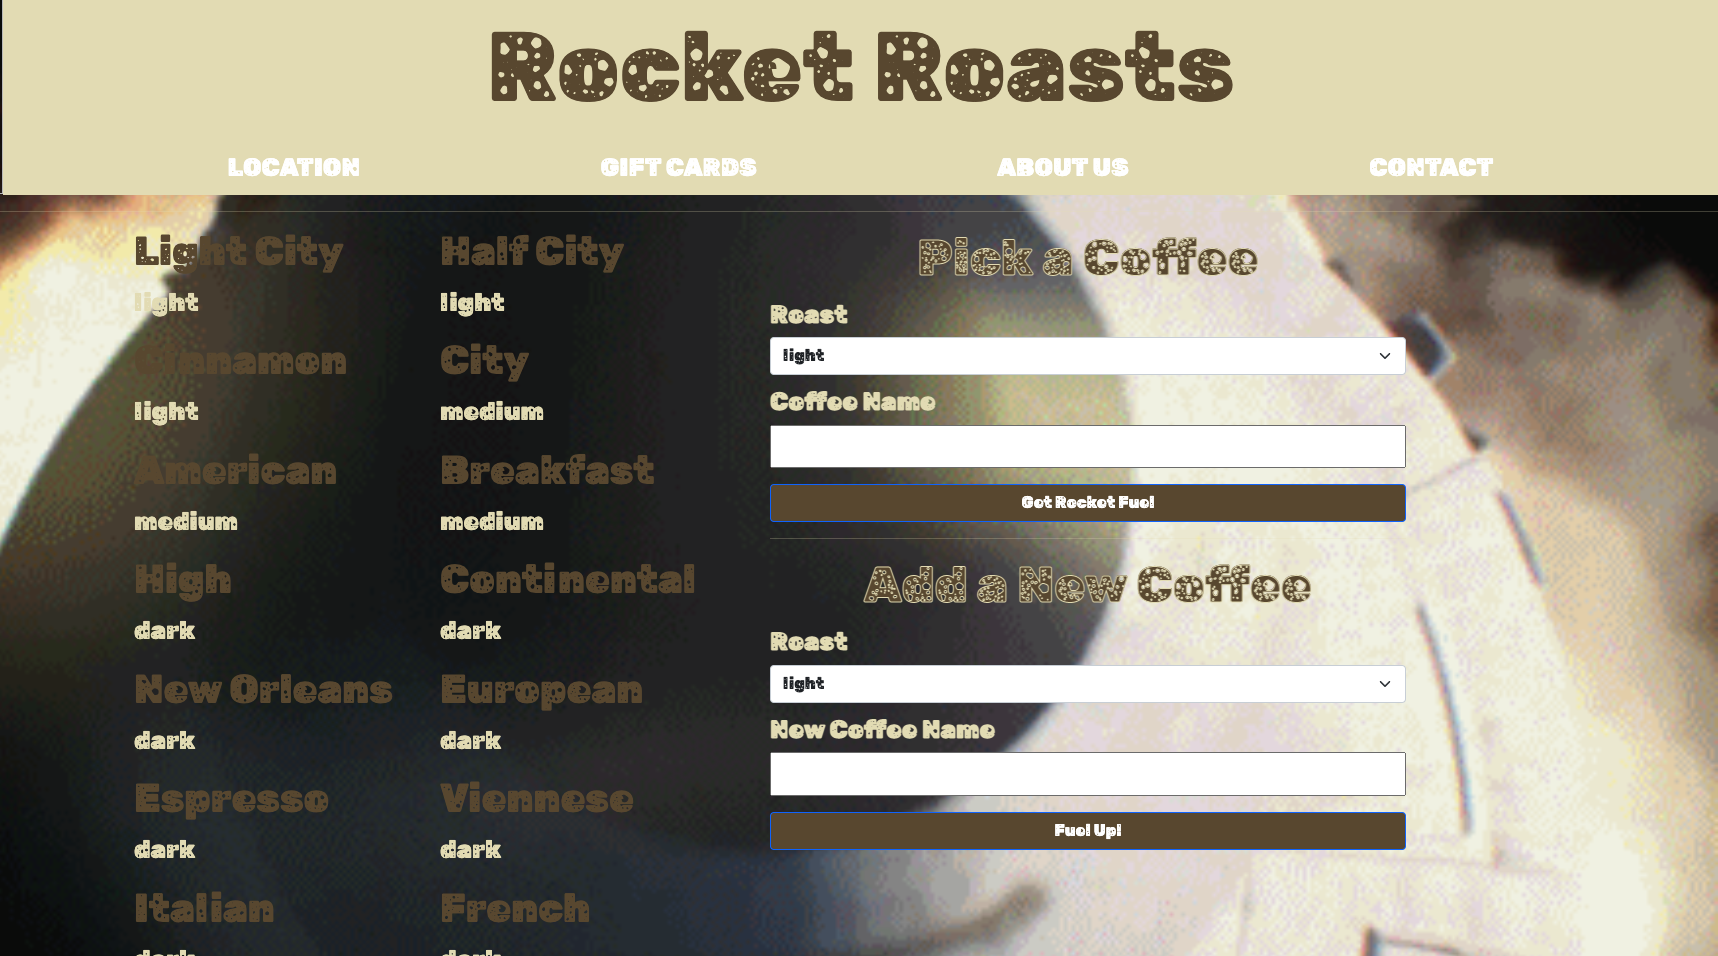 Rocket Roasts
LOCATION
GIFT CARDS
ABOUT US
CONTACT
Light City
light
Half City
light
Cinnamon
light
City
medium
American
medium
Breakfast
medium
High
dark
Continental
dark
New Orleans
dark
European
dark
Espresso
dark
Viennese
dark
Italian
dark
French
dark
Pick a Coffee
Roast
light
Coffee Name
Get Rocket Fuel
Add a New Coffee
Roast
light
New Coffee Name
Fuel Up!